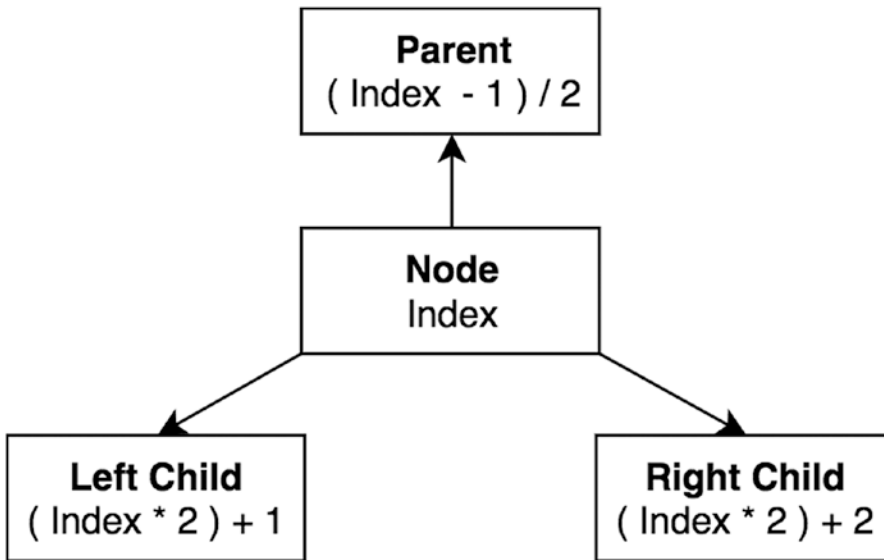 Parent
( Index - 1 ) / 2
Node
Index
Left Child
( Index * 2 ) + 1
Right Child
( Index * 2 ) + 2